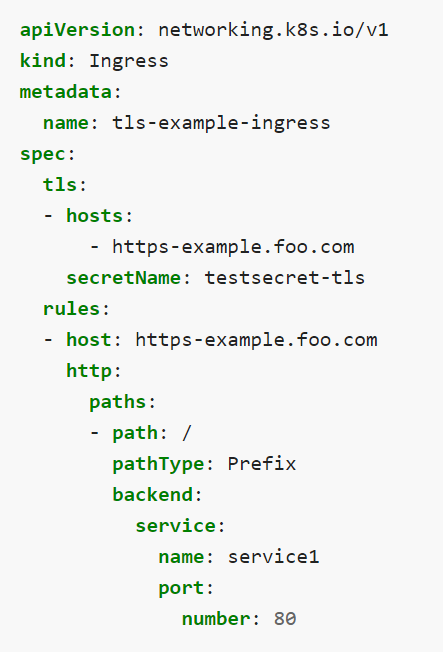 apiVersion: networking.k8s.io/v1
kind: Ingress
metadata:
  name: tls-example-ingress
spec:
  tls:
  - hosts:
      - https-example.foo.com
    secretName: testsecret-tls
  rules:
  - host: https-example.foo.com
    http:
      paths:
      - path: /
        pathType: Prefix
        backend:
          service:
            name: service1
            port:
              number: 80